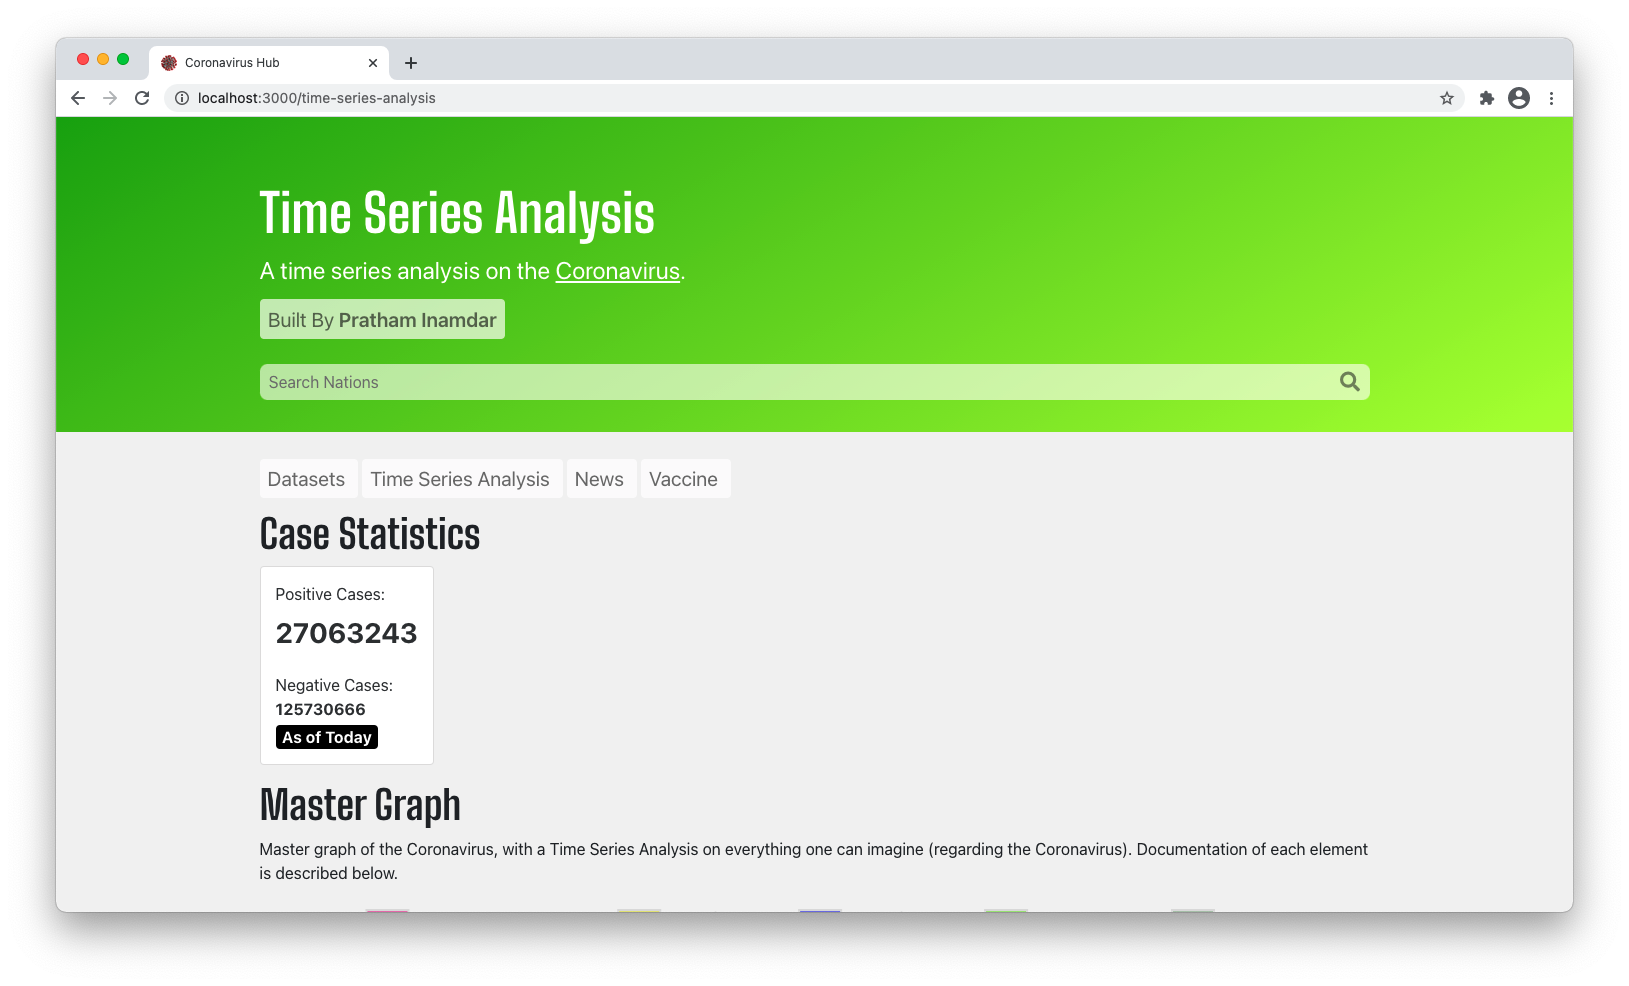 Coronavirus Hub
localhost:3000/time-series-analysis
Time Series Analysis
A time series analysis on the Coronavirus.
Built By Pratham Inamdar
Search Nations
Datasets Time Series Analysis News Vaccine
Case Statistics
Positive Cases:
27063243
Negative Cases:
125730666
As of Today
Master Graph
Master graph of the Coronavirus, with a Time Series Analysis on everything one can imagine (regarding the Coronavirus). Documentation of each element
is described below.